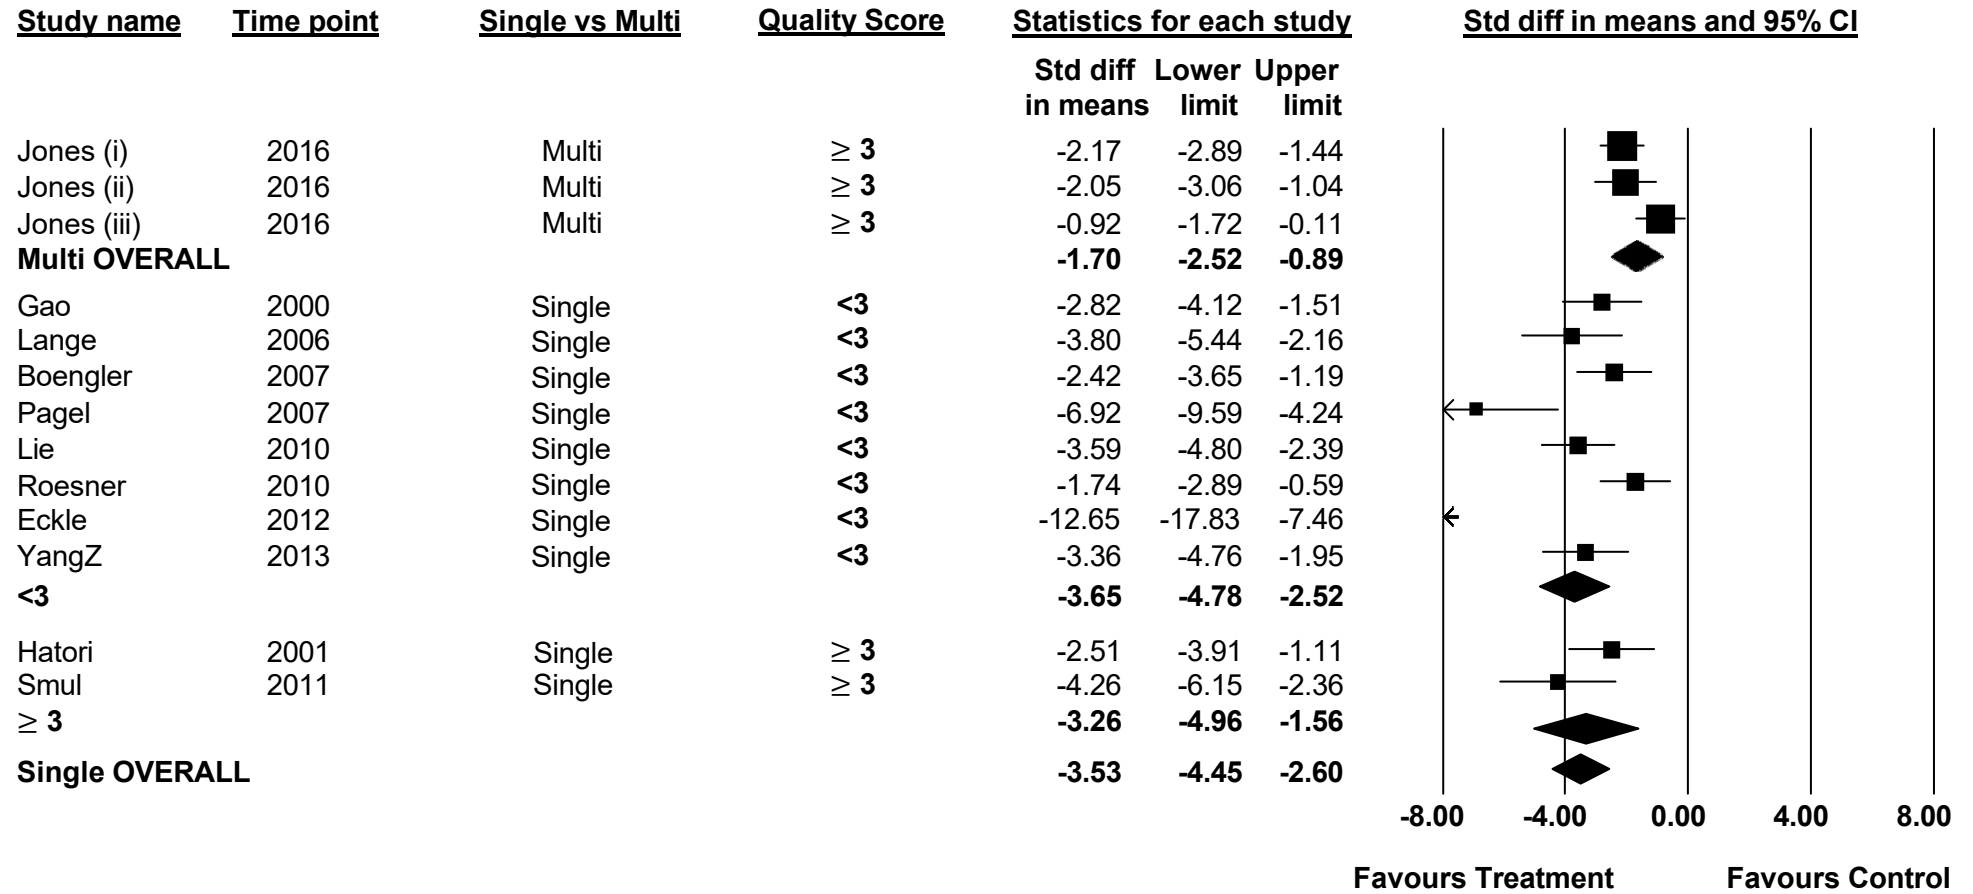 Study name Time point Single vs Multi Quality Score Statistics for each study Std diff in means and 95% CI
Std diff Lower Upper
in means limit limit
Jones (i) 2016 Multi ≥ 3 -2.17 -2.89 -1.44
Jones (ii) 2016 Multi ≥ 3 -2.05 -3.06 -1.04
Jones (iii) 2016 Multi ≥ 3 -0.92 -1.72 -0.11
Multi OVERALL -1.70 -2.52 -0.89
Gao 2000 Single <3 -2.82 -4.12 -1.51
Lange 2006 Single <3 -3.80 -5.44 -2.16
Boengler 2007 Single <3 -2.42 -3.65 -1.19
Pagel 2007 Single <3 -6.92 -9.59 -4.24
Lie 2010 Single <3 -3.59 -4.80 -2.39
Roesner 2010 Single <3 -1.74 -2.89 -0.59
Eckle 2012 Single <3 -12.65 -17.83 -7.46
YangZ 2013 Single <3 -3.36 -4.76 -1.95
<3 -3.65 -4.78 -2.52
Hatori 2001 Single ≥ 3 -2.51 -3.91 -1.11
Smul 2011 Single ≥ 3 -4.26 -6.15 -2.36
≥ 3 -3.26 -4.96 -1.56
Single OVERALL -3.53 -4.45 -2.60
-8.00 -4.00 0.00 4.00 8.00
Favours Treatment Favours Control